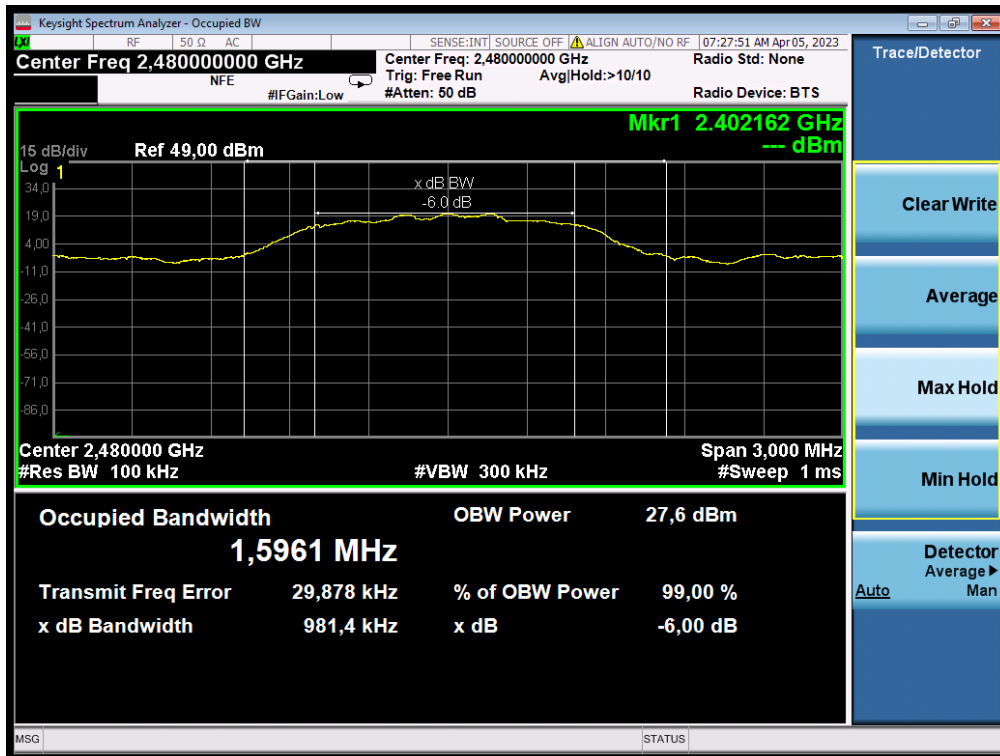 Keysight Spectrum Analyzer - Occupied BW
LXI RF 50 Ω AC SENSE:INT SOURCE OFF ALIGN AUTO/NO RF 07:27:51 AM Apr 05, 2023
Center Freq 2,480000000 GHz
NFE
#IFGain:Low
Center Freq: 2,480000000 GHz
Trig: Free Run Avg|Hold:>10/10
#Atten: 50 dB
Radio Std: None
Radio Device: BTS
Trace/Detector
Mkr1 2.402162 GHz
--- dBm
15 dB/div Ref 49,00 dBm
Log
1
34,0
19,0
4,00
-11,0
-26,0
-41,0
-56,0
-71,0
-86,0
x dB BW
-6.0 dB
Center 2,480000 GHz Span 3,000 MHz
#Res BW 100 kHz #VBW 300 kHz #Sweep 1 ms
Occupied Bandwidth OBW Power 27,6 dBm
1,5961 MHz
Transmit Freq Error 29,878 kHz % of OBW Power 99,00 %
x dB Bandwidth 981,4 kHz x dB -6,00 dB
Clear Write
Average
Max Hold
Min Hold
Detector
Average
Auto Man
MSG STATUS